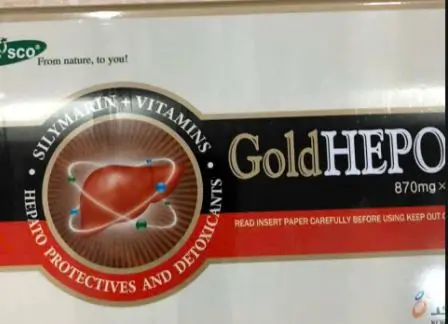 SCO®
From nature, to you!
• SILYMARIN + VITAMINS •
HEPATO PROTECTIVES AND DETOXICANTS
GoldHEPO
870mg×
READ INSERT PAPER CAREFULLY BEFORE USING KEEP OUT